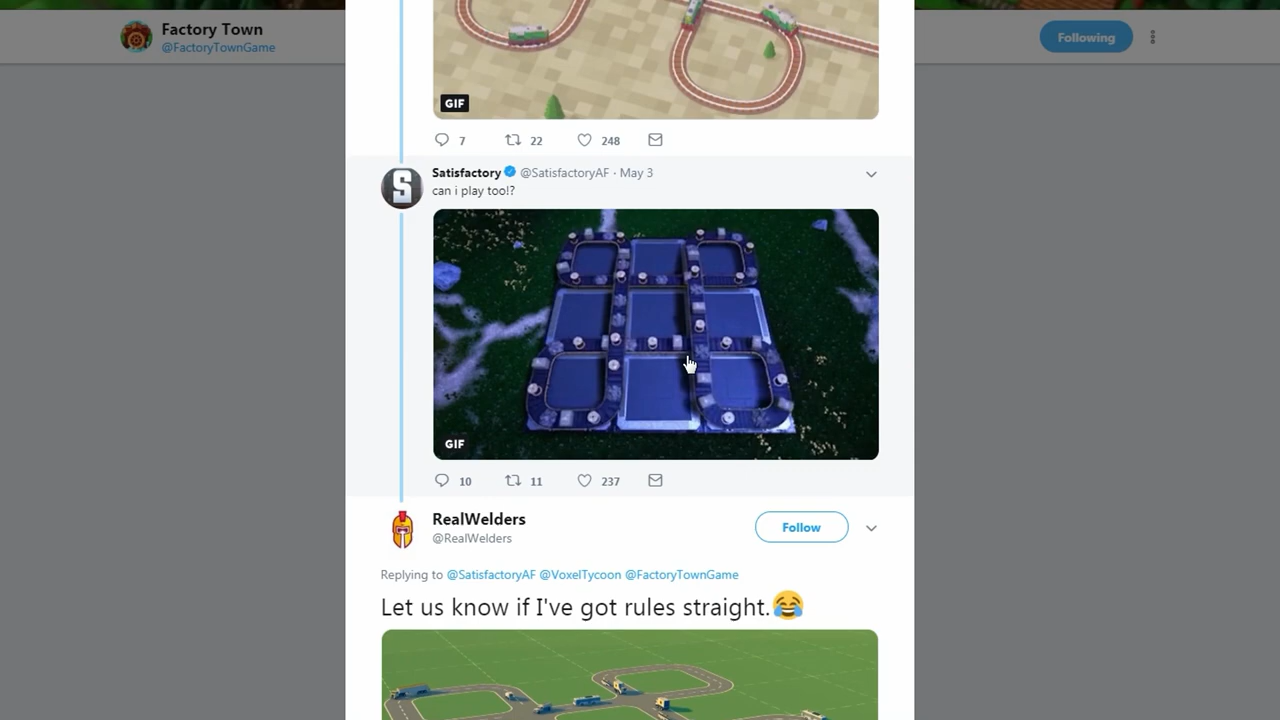 Factory Town
@FactoryTownGame
Following
GIF
7 22 248
Satisfactory @SatisfactoryAF · May 3
can i play too!?
GIF
10 11 237
RealWelders
@RealWelders
Follow
Replying to @SatisfactoryAF @VoxelTycoon @FactoryTownGame
Let us know if I've got rules straight.😂